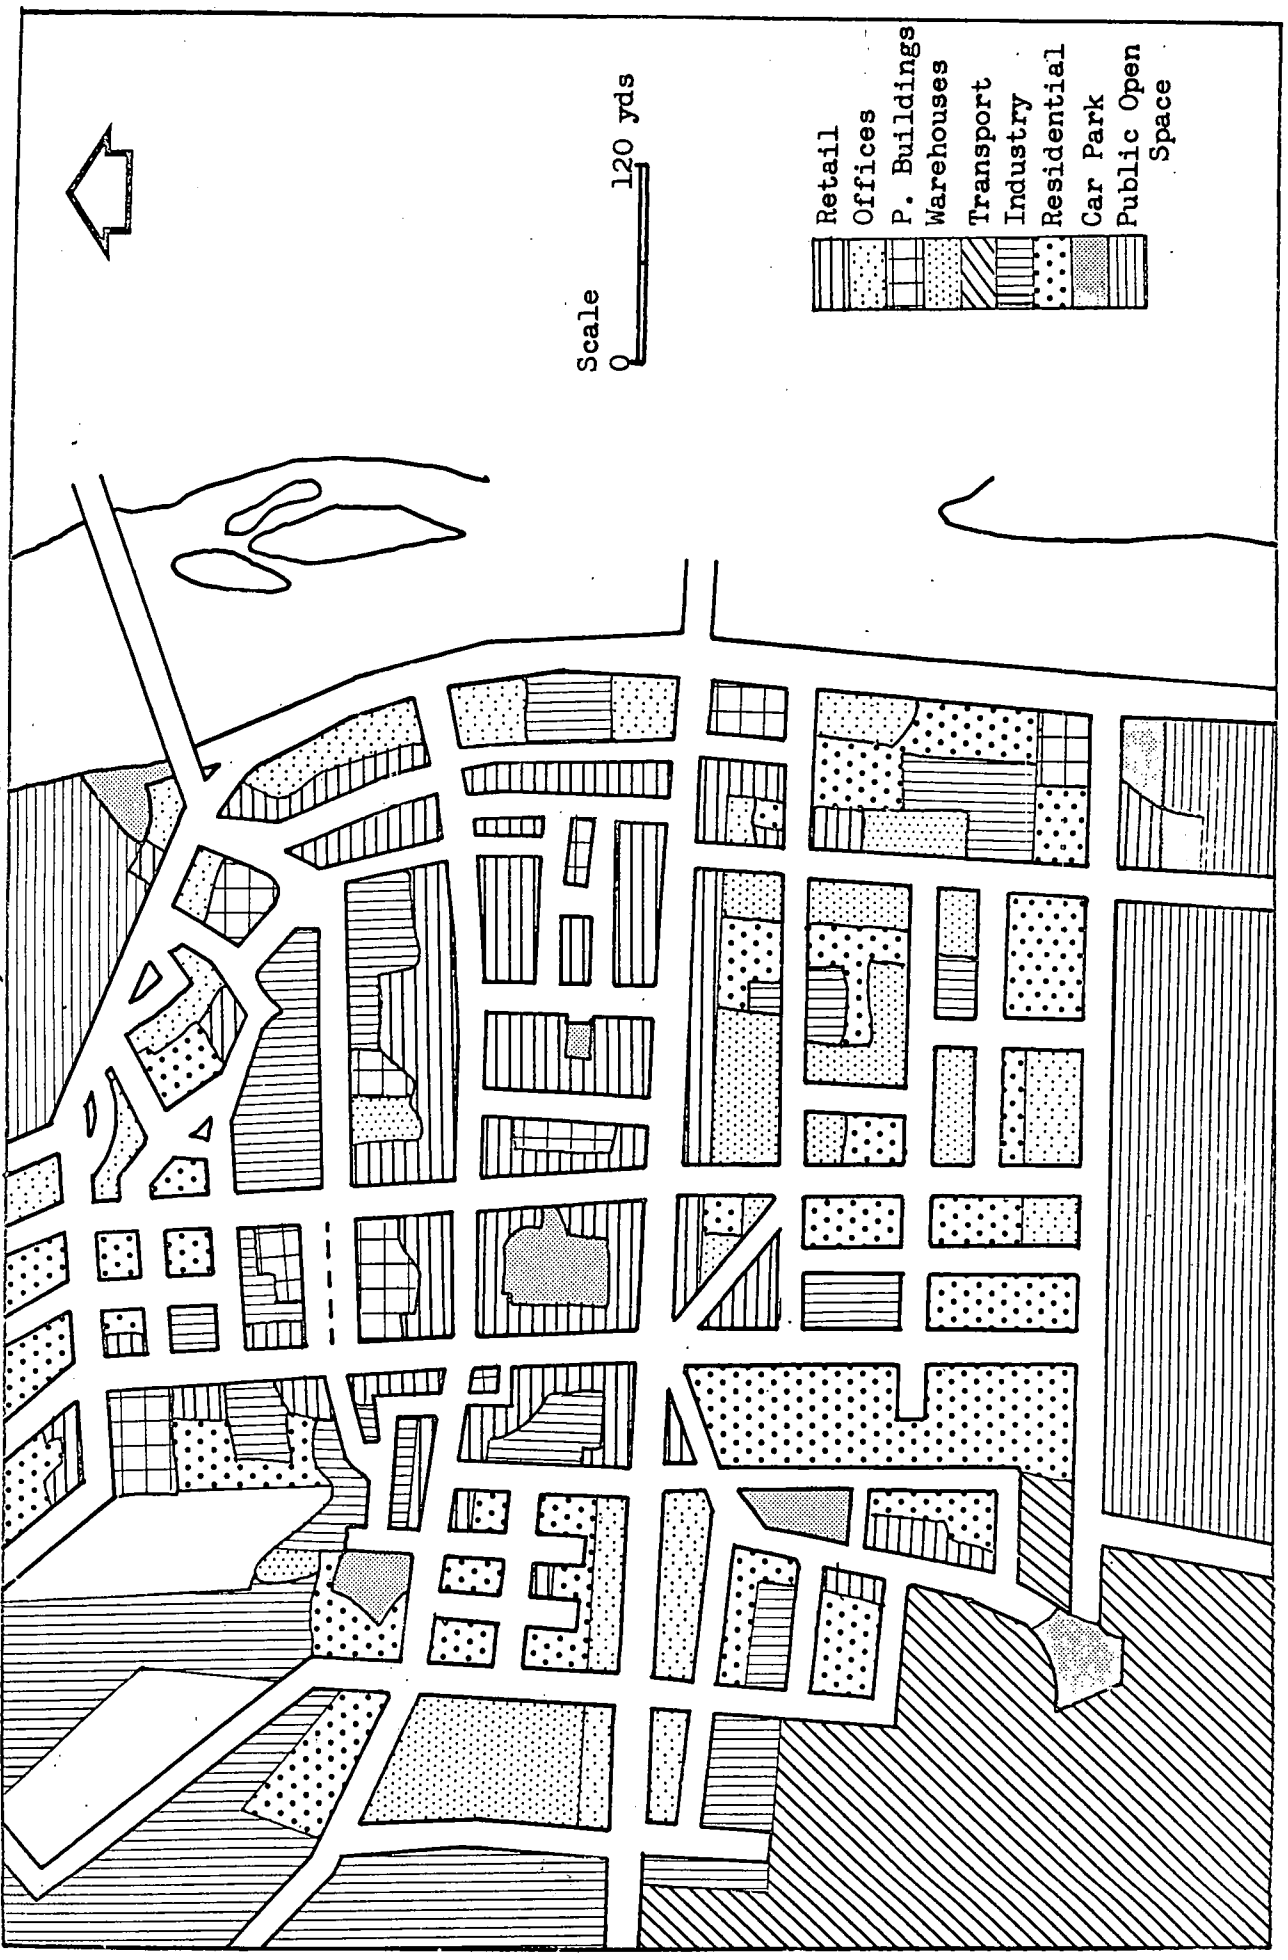 Scale
0 120 yds
Retail
Offices
P. Buildings
Warehouses
Transport
Industry
Residential
Car Park
Public Open
Space